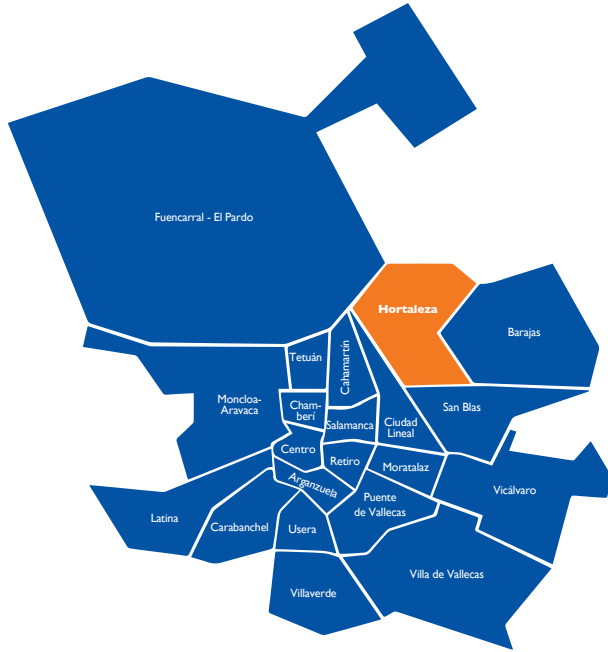 Fuencarral - El Pardo
Hortaleza
Barajas
Tetuán
Cahamartín
Moncloa-
Aravaca
Cham-
berí
Salamanca
Ciudad
Lineal
San Blas
Centro
Retiro
Moratalaz
Arganzuela
Puente
de Vallecas
Vicálvaro
Latina
Carabanchel
Usera
Villa de Vallecas
Villaverde